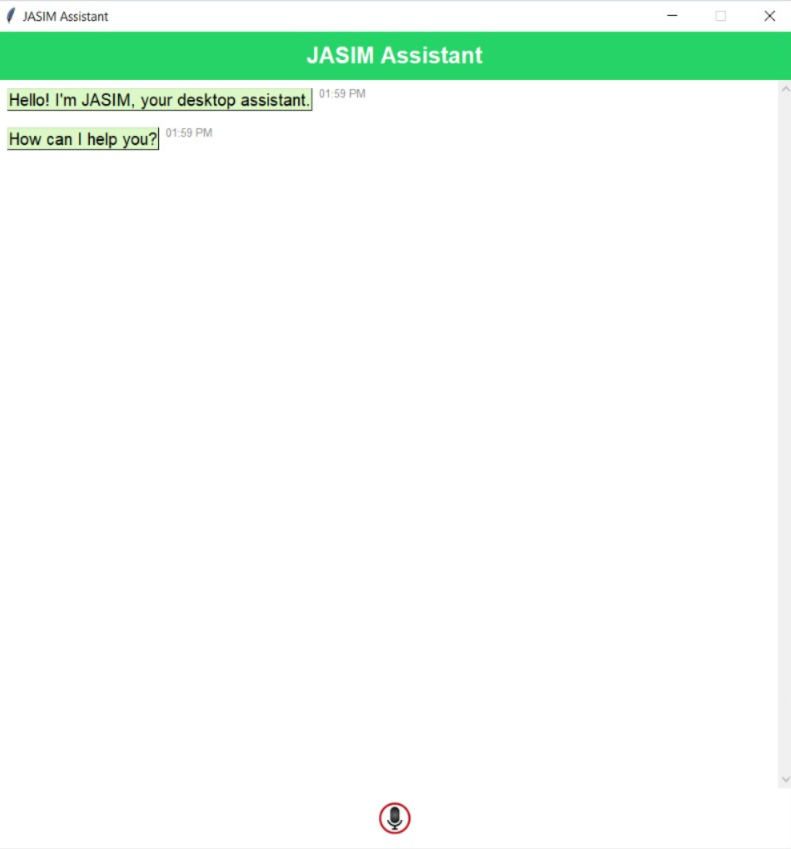 JASIM Assistant
JASIM Assistant
Hello! I'm JASIM, your desktop assistant. 01:59 PM
How can I help you? 01:59 PM